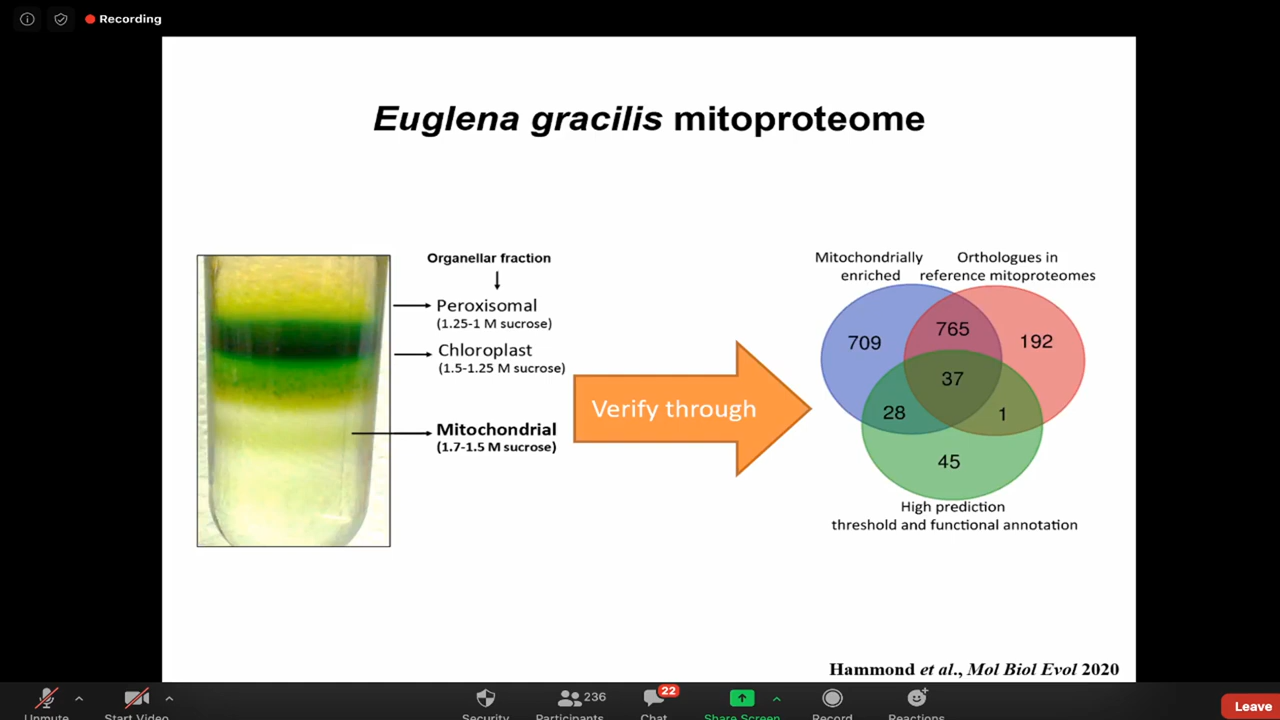 Recording
Euglena gracilis mitoproteome
Organellar fraction
Peroxisomal
(1.25-1 M sucrose)
Chloroplast
(1.5-1.25 M sucrose)
Mitochondrial
(1.7-1.5 M sucrose)
Verify through
Mitochondrially
enriched
Orthologues in
reference mitoproteomes
709
765
192
37
28
1
45
High prediction
threshold and functional annotation
Hammond et al., Mol Biol Evol 2020
Unmute
Start Video
Security
236
Participants
22
Chat
Share Screen
Record
Reactions
Leave